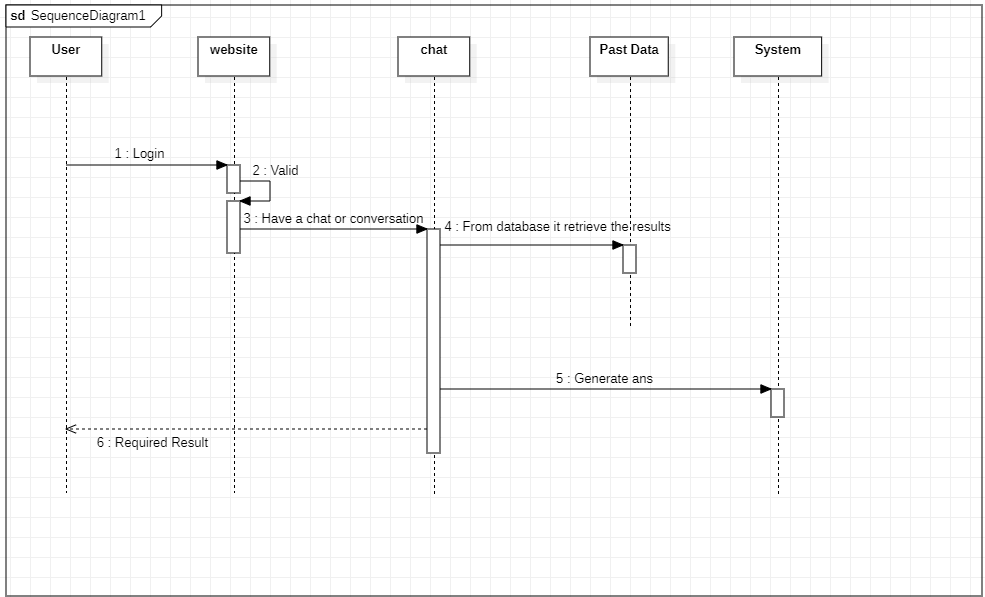 sd SequenceDiagram1
User
website
chat
Past Data
System
1 : Login
2 : Valid
3 : Have a chat or conversation
4 : From database it retrieve the results
5 : Generate ans
6 : Required Result